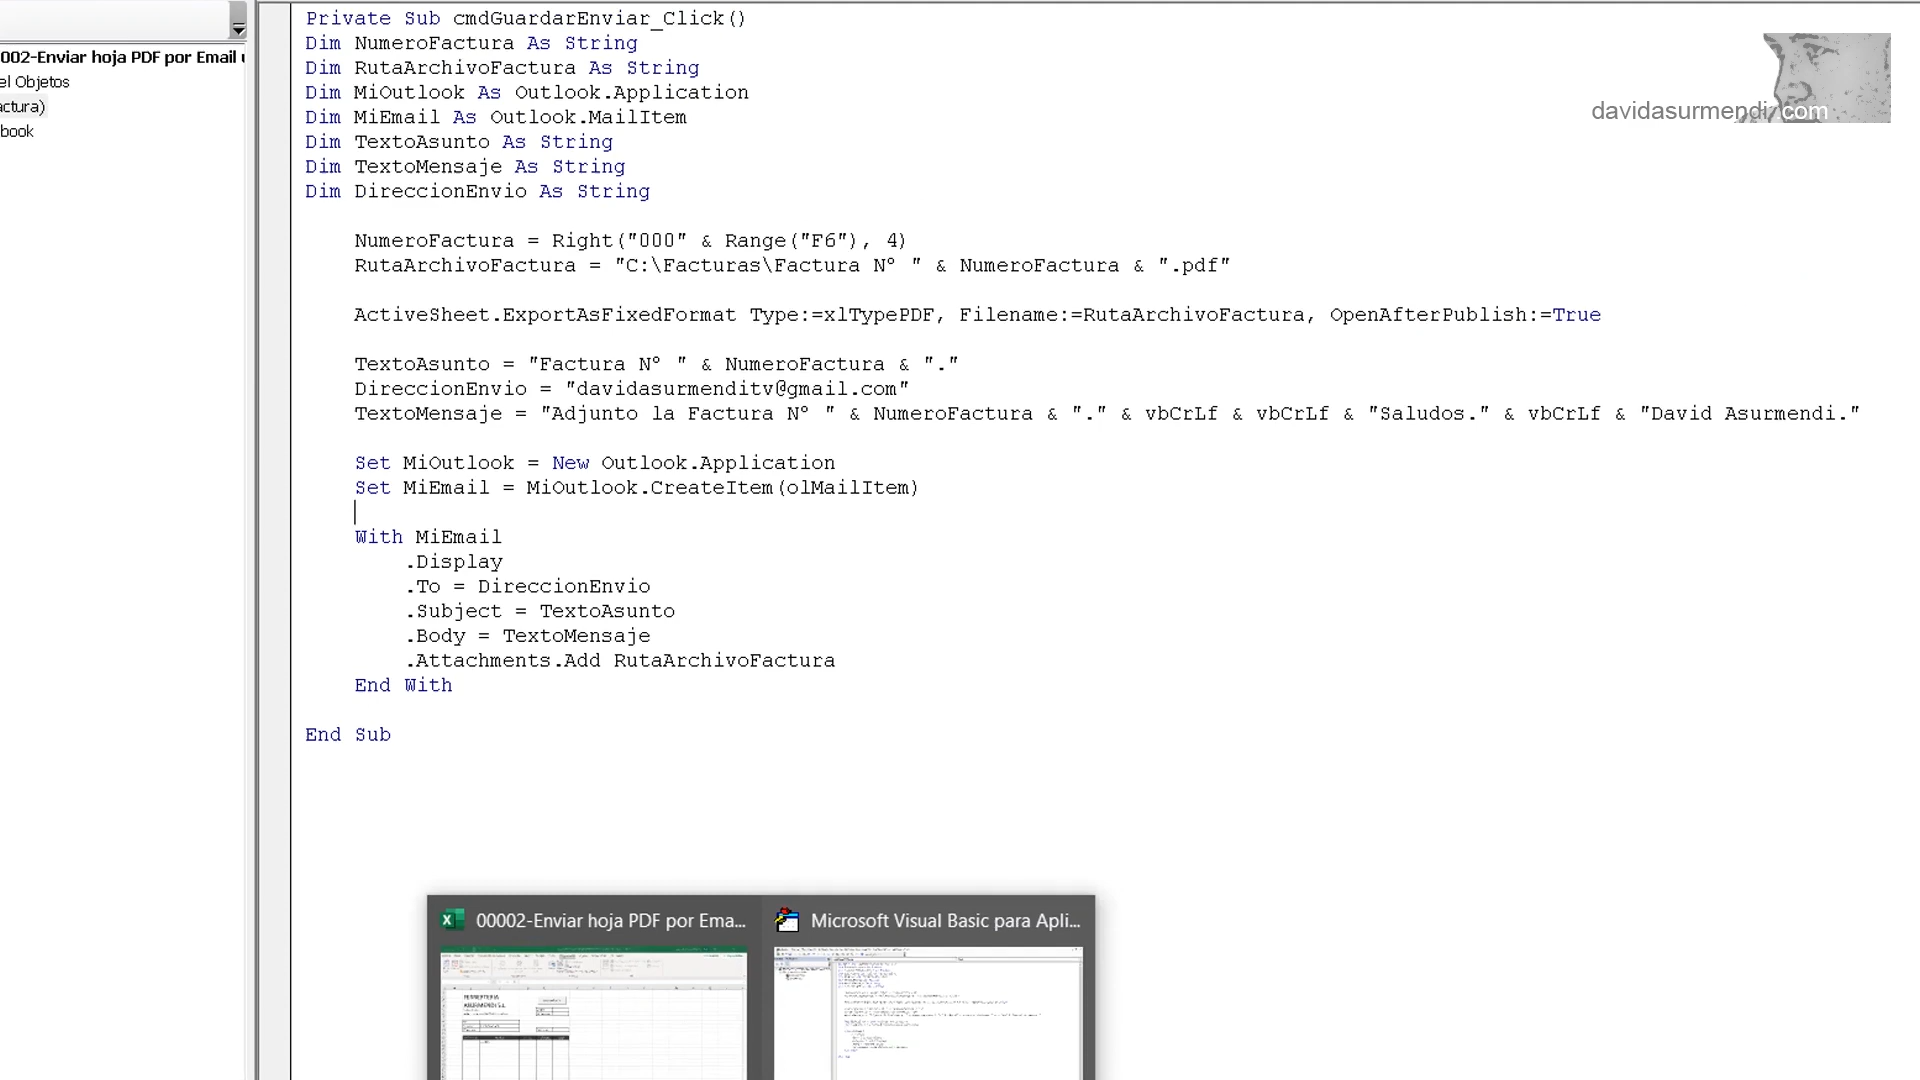 Private Sub cmdGuardarEnviar_Click()
Dim NumeroFactura As String
Dim RutaArchivoFactura As String
Dim MiOutlook As Outlook.Application
Dim MiEmail As Outlook.MailItem
Dim TextoAsunto As String
Dim TextoMensaje As String
Dim DireccionEnvio As String
NumeroFactura = Right("000" & Range("F6"), 4)
RutaArchivoFactura = "C:\Facturas\Factura Nº " & NumeroFactura & ".pdf"
ActiveSheet.ExportAsFixedFormat Type:=xlTypePDF, Filename:=RutaArchivoFactura, OpenAfterPublish:=True
TextoAsunto = "Factura Nº " & NumeroFactura & "."
DireccionEnvio = "davidasurmenditv@gmail.com"
TextoMensaje = "Adjunto la Factura Nº " & NumeroFactura & "." & vbCrLf & vbCrLf & "Saludos." & vbCrLf & "David Asurmendi."
Set MiOutlook = New Outlook.Application
Set MiEmail = MiOutlook.CreateItem(olMailItem)
With MiEmail
.Display
.To = DireccionEnvio
.Subject = TextoAsunto
.Body = TextoMensaje
.Attachments.Add RutaArchivoFactura
End With
End Sub
002-Enviar hoja PDF por Email
el Objetos
actura)
book
davidasurmendi.com
00002-Enviar hoja PDF por Ema...
Microsoft Visual Basic para Apli...